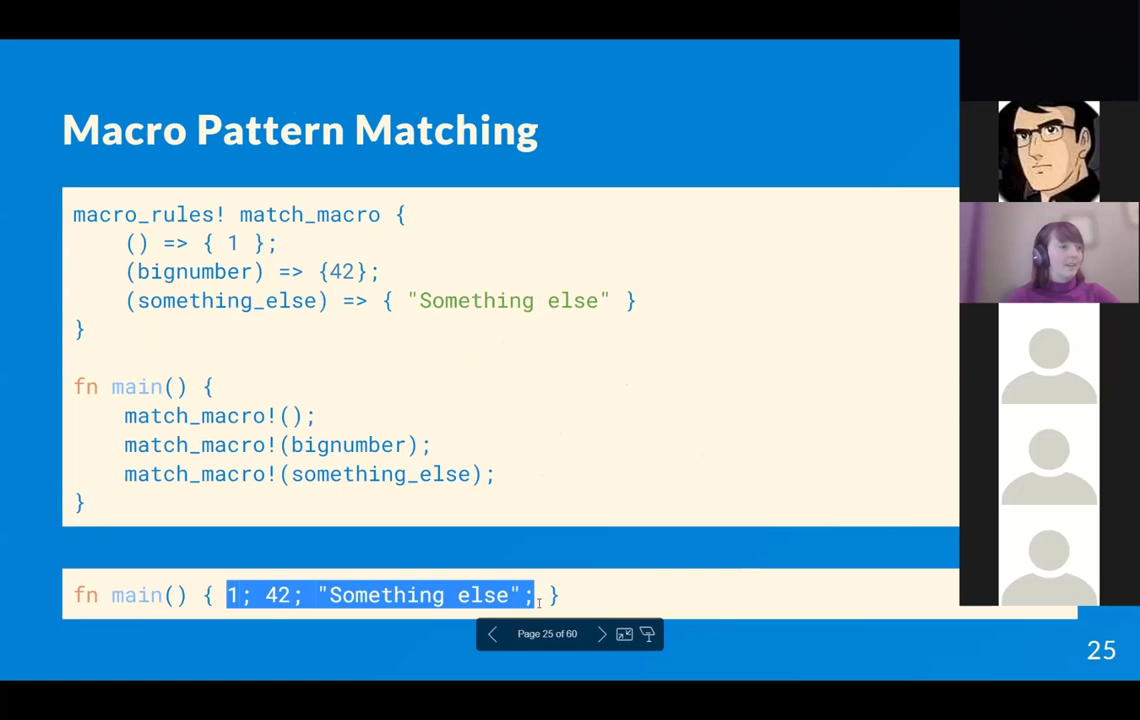 Macro Pattern Matching
macro_rules! match_macro {
() => { 1 };
(bignumber) => {42};
(something_else) => { "Something else" }
}
fn main() {
match_macro!();
match_macro!(bignumber);
match_macro!(something_else);
}
fn main() { 1; 42; "Something else"; }
Page 25 of 60
25